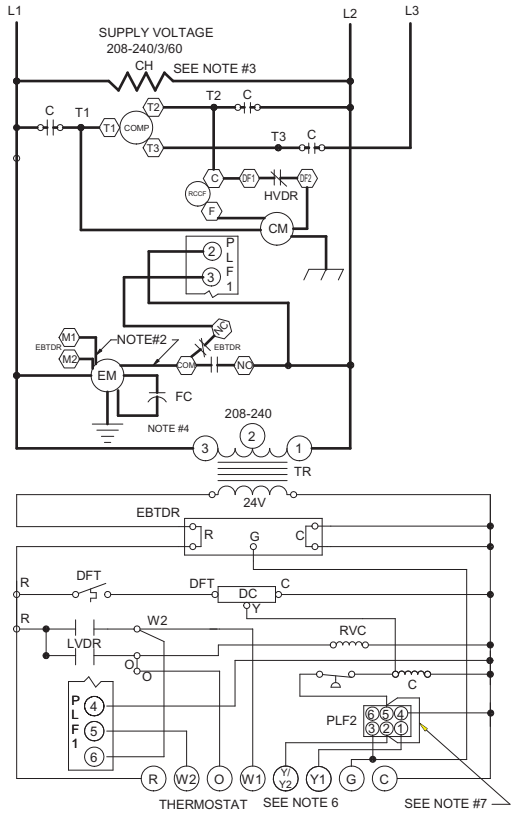 L1
L2
L3
SUPPLY VOLTAGE
208-240/3/60
CH
SEE NOTE #3
C
T1
T1
COMP
T2
T3
T2
C
T3
C
C
DF1
HVDR
DF2
RCCF
F
CM
2
3
PLF1
M1
EBTDR
M2
NOTE#2
NC
EBTDR
COM
NO
EM
FC
NOTE #4
208-240
3
2
1
TR
24V
EBTDR
R
G
C
R
DFT
DFT
DC
C
Y
R
W2
LVDR
O
O
RVC
C
PLF1
4
5
6
PLF2
6
5
4
3
2
1
R
W2
O
W1
Y/
Y2
Y1
G
C
THERMOSTAT
SEE NOTE 6
SEE NOTE #7